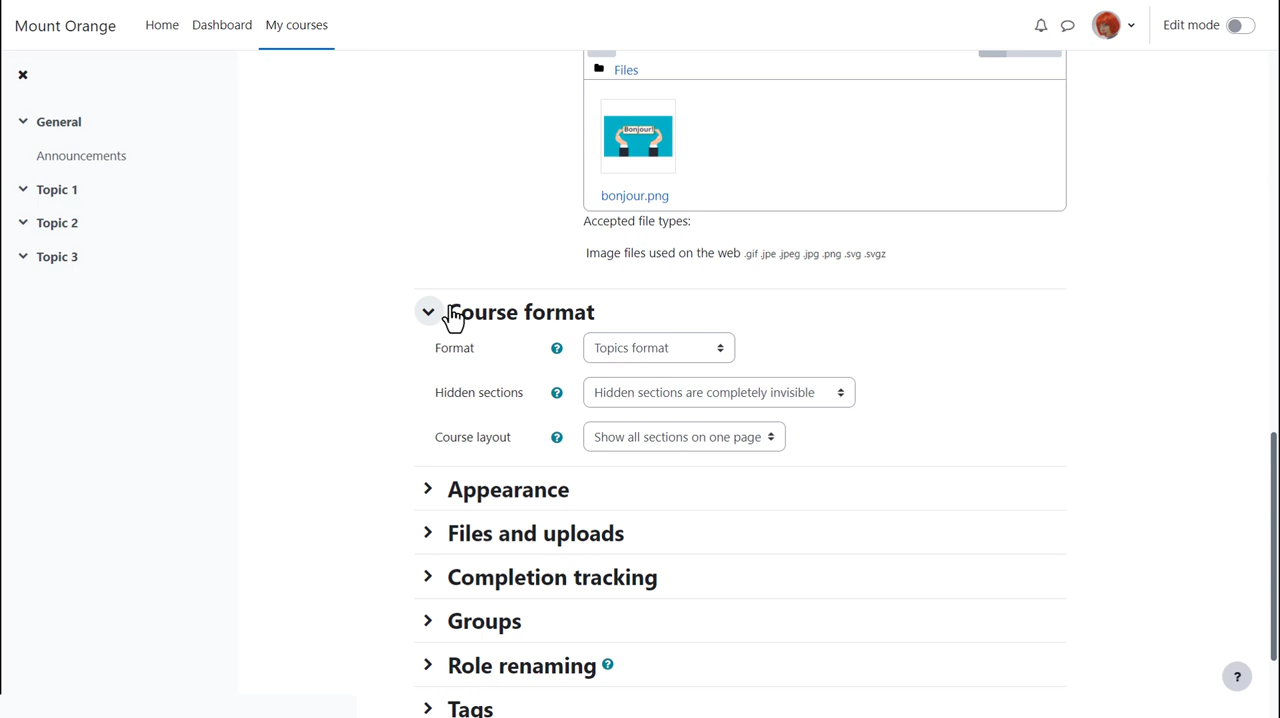 Mount Orange
Home Dashboard My courses
Edit mode
General
Announcements
Topic 1
Topic 2
Topic 3
Files
Bonjour!
bonjour.png
Accepted file types:
Image files used on the web .gif .jpe .jpeg .jpg .png .svg .svgz
Course format
Format ? Topics format
Hidden sections ? Hidden sections are completely invisible
Course layout ? Show all sections on one page
Appearance
Files and uploads
Completion tracking
Groups
Role renaming ?
Tags
?